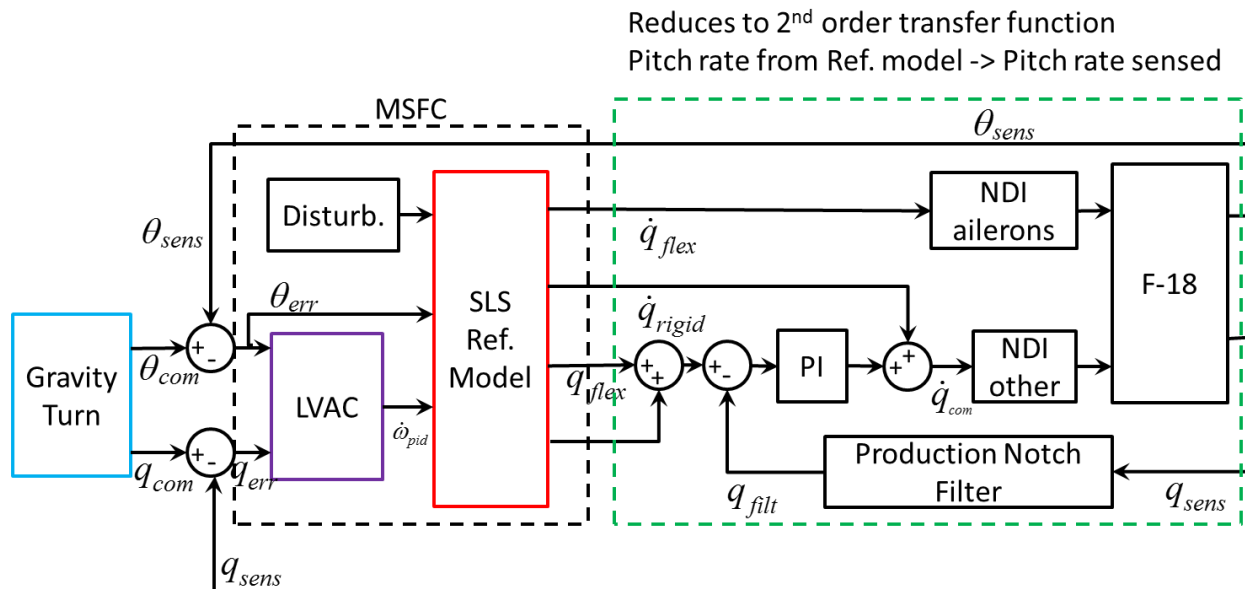 Reduces to 2nd order transfer function
Pitch rate from Ref. model -> Pitch rate sensed
MSFC
θsens
Disturb.
NDI
ailerons
θsens
q̇flex
F-18
θerr
SLS
Ref.
Model
q̇rigid
Gravity
Turn
θcom
+
-
LVAC
qflex
+
+
+
-
PI
+
+
NDI
other
q̇com
ω̇pid
qcom
+
-
qerr
Production Notch
Filter
qfilt
qsens
qsens